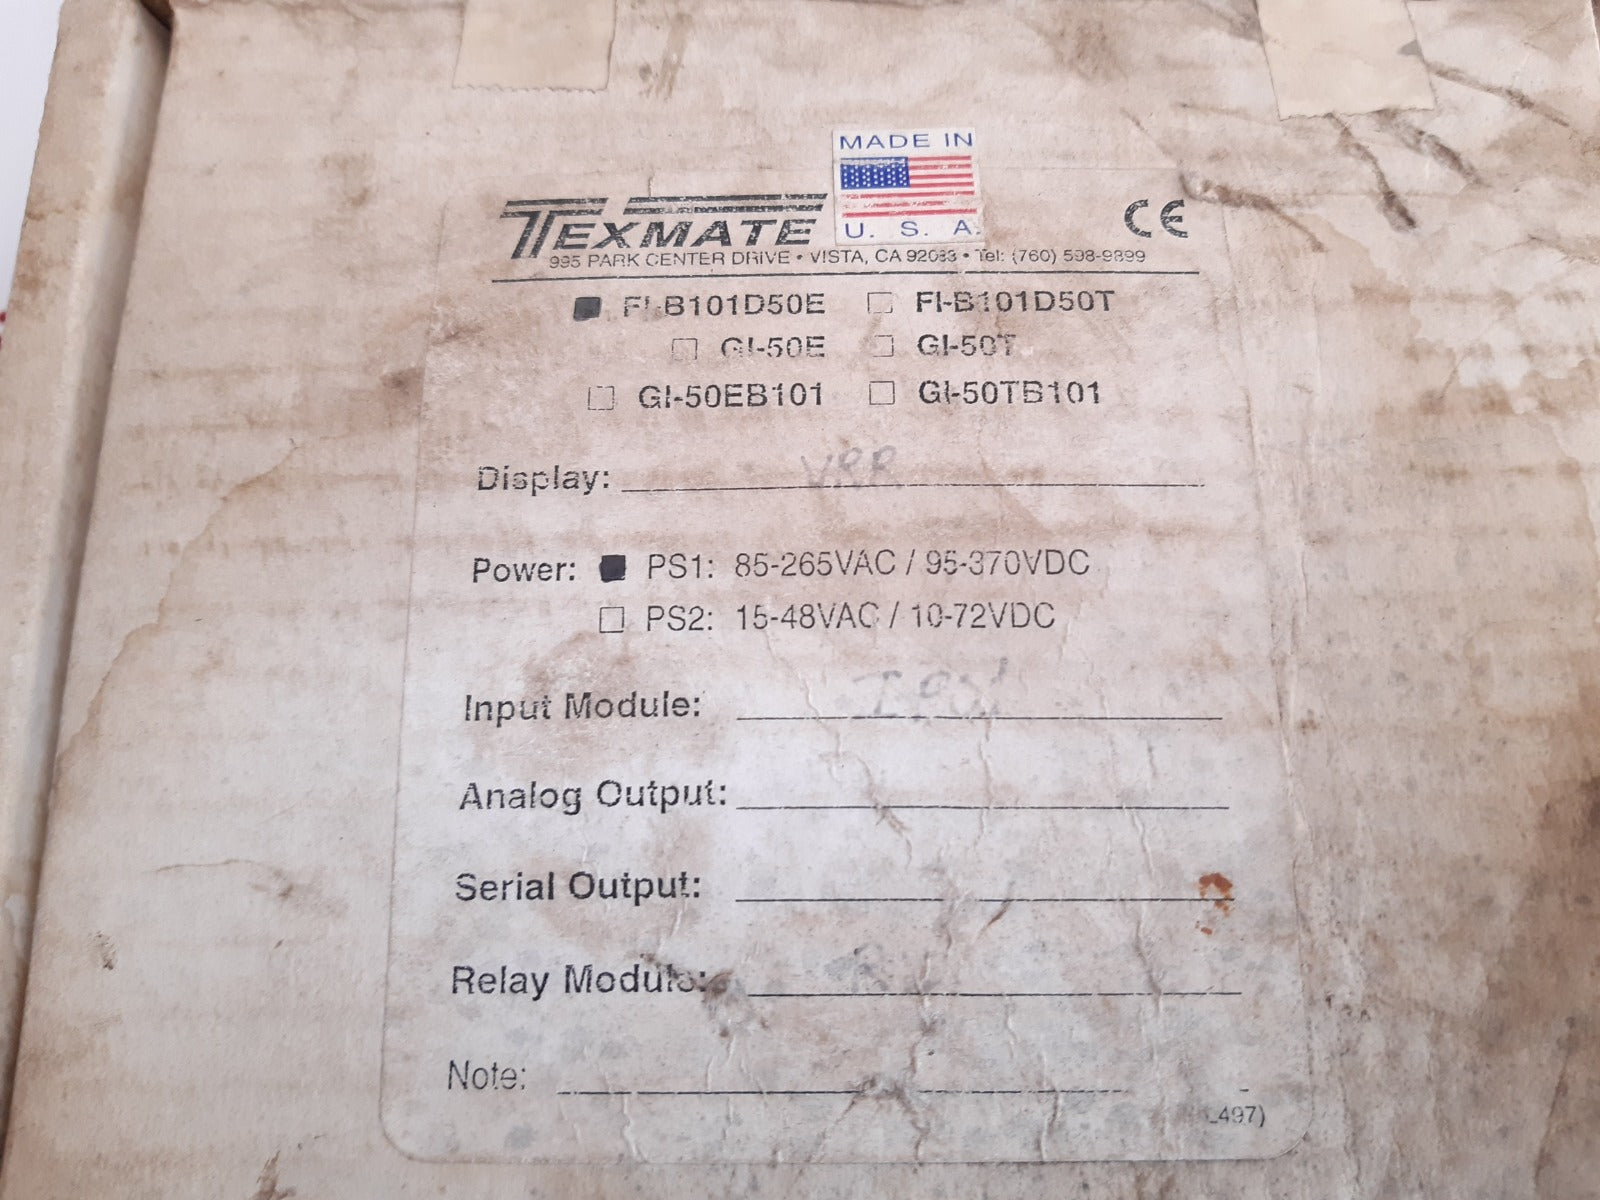 MADE IN
U. S. A.
TEXMATE
CE
995 PARK CENTER DRIVE • VISTA, CA 92083 • Tel: (760) 598-9899
FI-B101D50E FI-B101D50T
GI-50E GI-50T
GI-50EB101 GI-50TB101
Display:
Power: PS1: 85-265VAC / 95-370VDC
PS2: 15-48VAC / 10-72VDC
Input Module:
Analog Output:
Serial Output:
Relay Module:
Note:
L497)